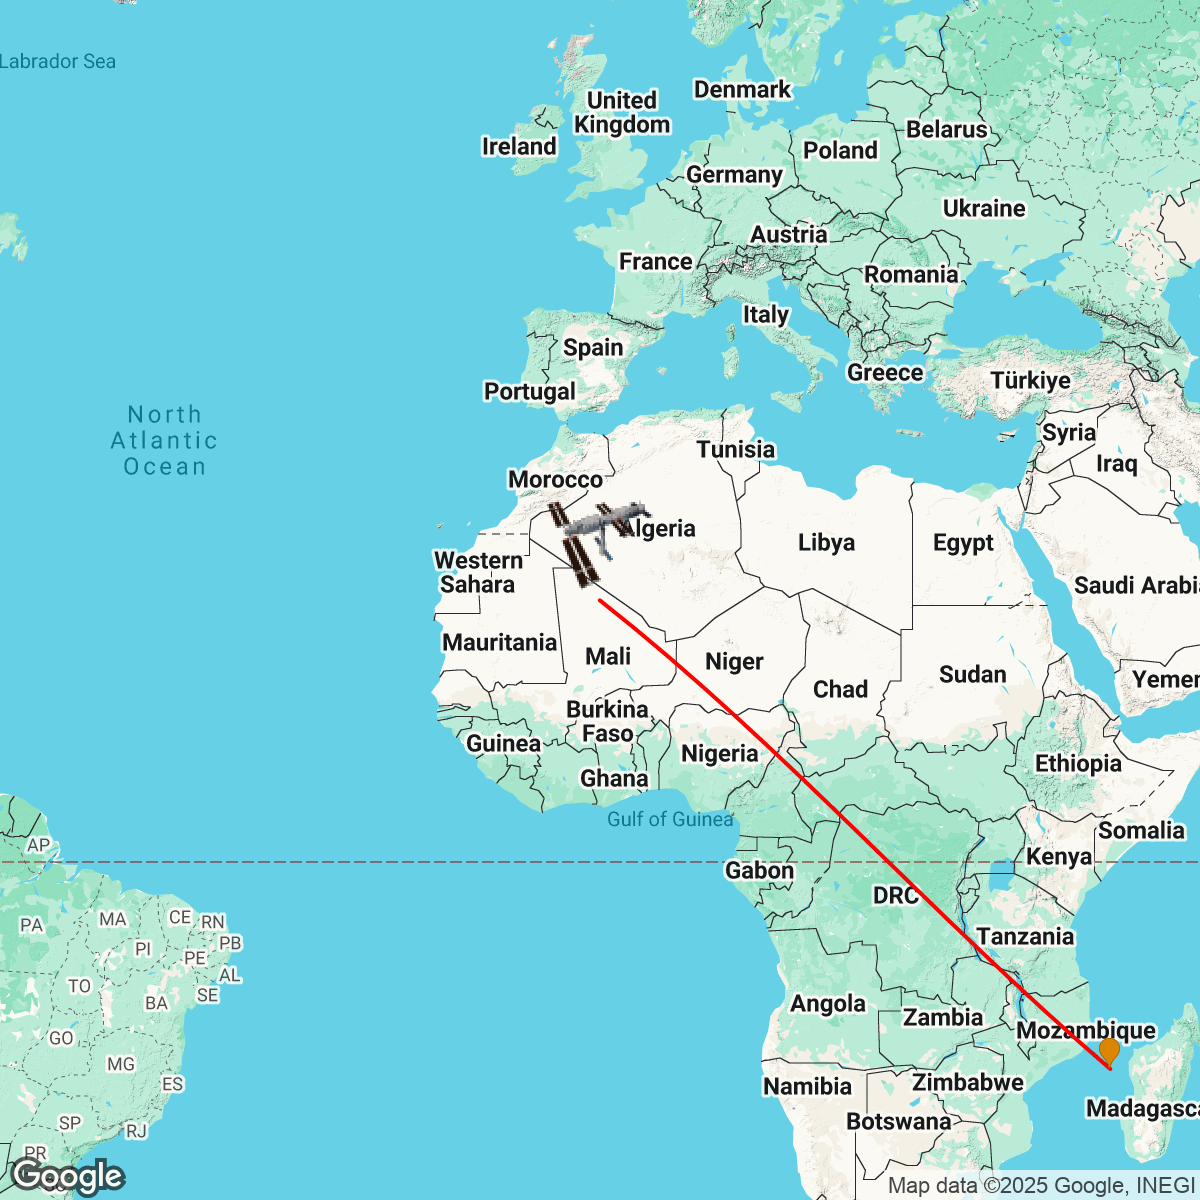 Labrador Sea
Denmark
United
Kingdom
Ireland
Belarus
Poland
Germany
Ukraine
Austria
France
Romania
Italy
Spain
Greece
Türkiye
Portugal
North
Atlantic
Ocean
Syria
Tunisia
Iraq
Morocco
Algeria
Libya
Egypt
Western
Sahara
Saudi Arabia
Mauritania
Mali
Niger
Sudan
Yemen
Chad
Burkina
Faso
Guinea
Nigeria
Ethiopia
Ghana
Gulf of Guinea
Somalia
AP
Kenya
Gabon
DRC
PA
MA
CE
RN
PB
PI
PE
AL
Tanzania
TO
BA
SE
Angola
Zambia
Mozambique
GO
MG
ES
Namibia
Zimbabwe
Madagasca
Botswana
SP
RJ
PR
Google
Map data ©2025 Google, INEGI